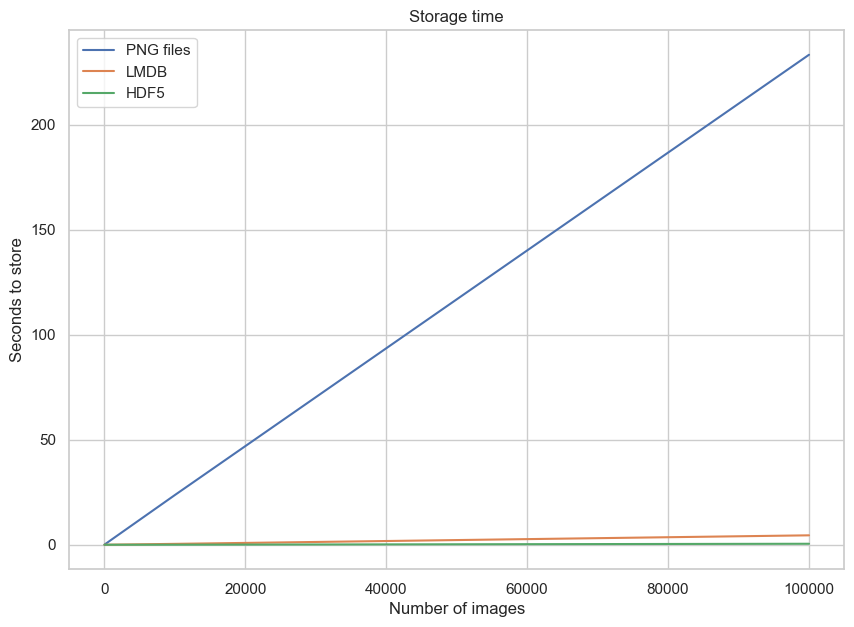 Storage time
PNG files
LMDB
HDF5
Seconds to store
200
150
100
50
0
0 20000 40000 60000 80000 100000
Number of images